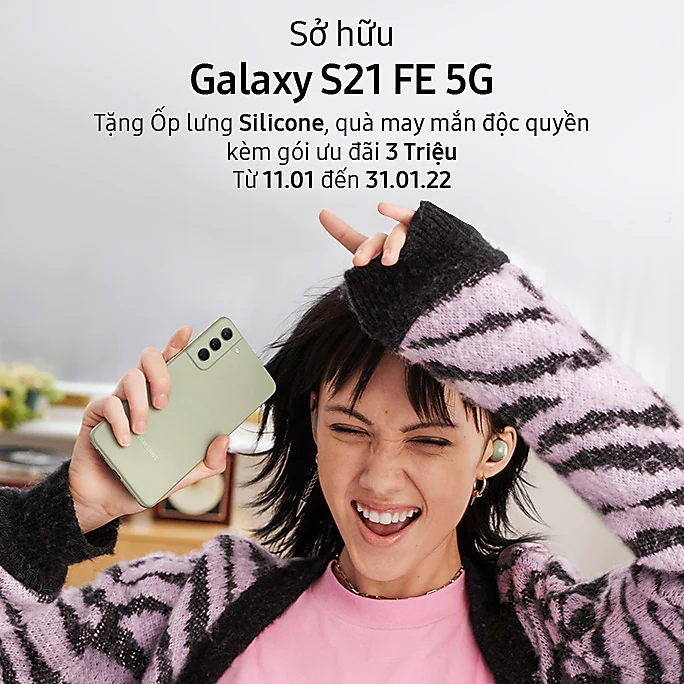 Sở hữu
Galaxy S21 FE 5G
Tặng Ốp lưng Silicone, quà may mắn độc quyền
kèm gói ưu đãi 3 Triệu
Từ 11.01 đến 31.01.22